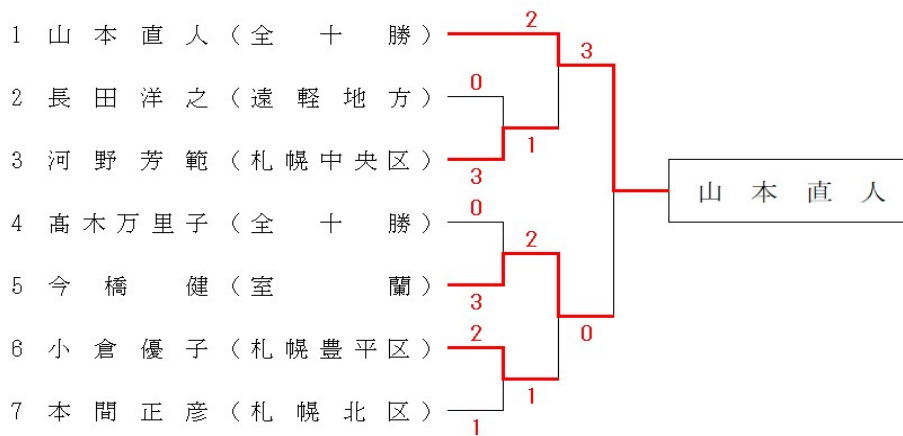 2
1 山本直人（全十勝）
3
0
2 長田洋之（遠軽地方）
1
3 河野芳範（札幌中央区）
3
山本直人
0
4 髙木万里子（全十勝）
2
5 今橋健（室蘭）
3
0
2
6 小倉優子（札幌豊平区）
1
7 本間正彦（札幌北区）
1